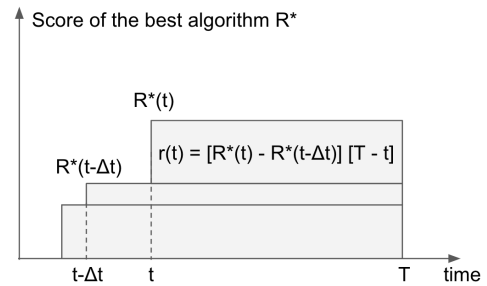 Score of the best algorithm R*
R*(t)
r(t) = [R*(t) - R*(t-Δt)] [T - t]
R*(t-Δt)
t-Δt
t
T
time